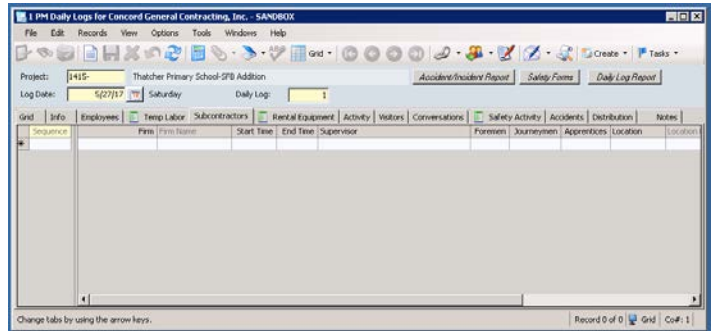 1 PM Daily Logs for Concord General Contracting, Inc. - SANDBOX
File Edit Records View Options Tools Windows Help
Grid Create Tasks
Project: 1415- Thatcher Primary School-SFB Addition Accident/Incident Report Safety Forms Daily Log Report
Log Date: 5/27/17 Saturday Daily Log: 1
Grid Info Employees Temp Labor Subcontractors Rental Equipment Activity Visitors Conversations Safety Activity Accidents Distribution Notes
Sequence Firm Firm Name Start Time End Time Supervisor Foremen Journeymen Apprentices Location Location
Change tabs by using the arrow keys. Record 0 of 0 Grid Co#: 1